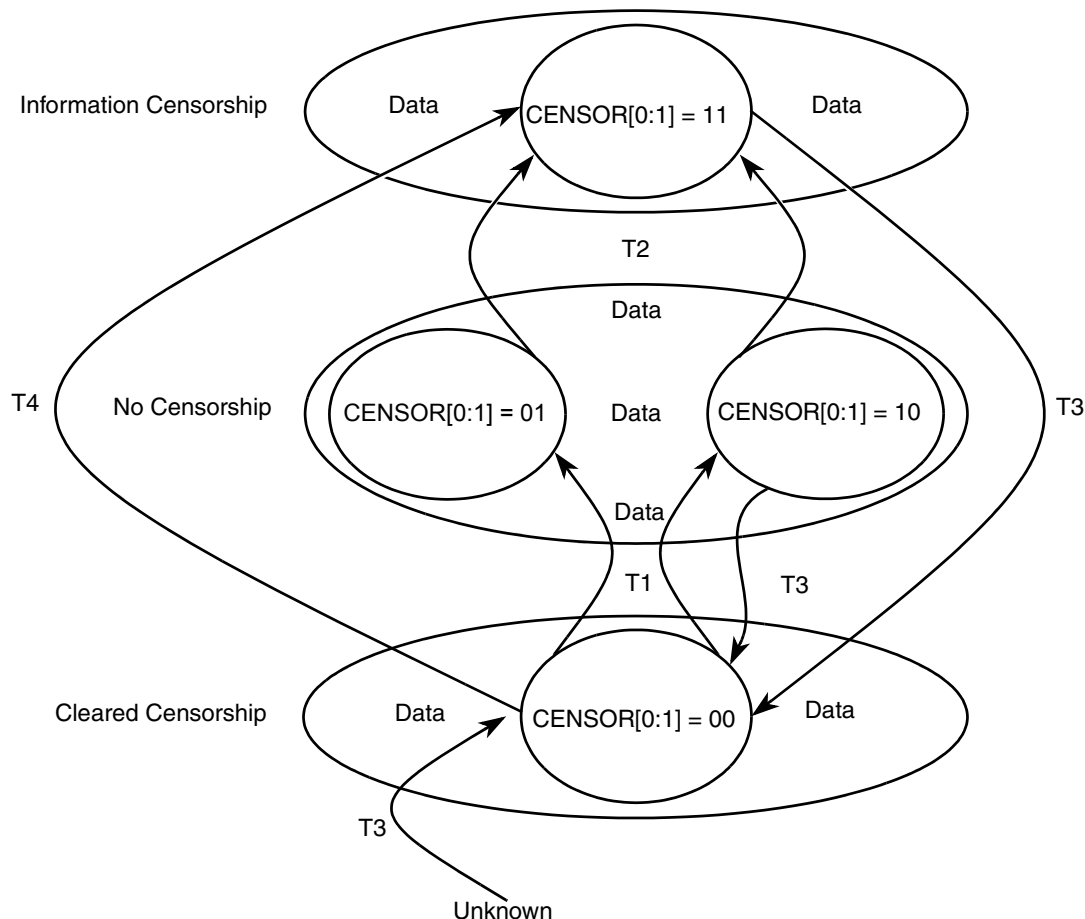 Information Censorship
Data
CENSOR[0:1] = 11
Data
T2
Data
T4
No Censorship
CENSOR[0:1] = 01
Data
CENSOR[0:1] = 10
T3
Data
T1
T3
Cleared Censorship
Data
CENSOR[0:1] = 00
Data
T3
Unknown